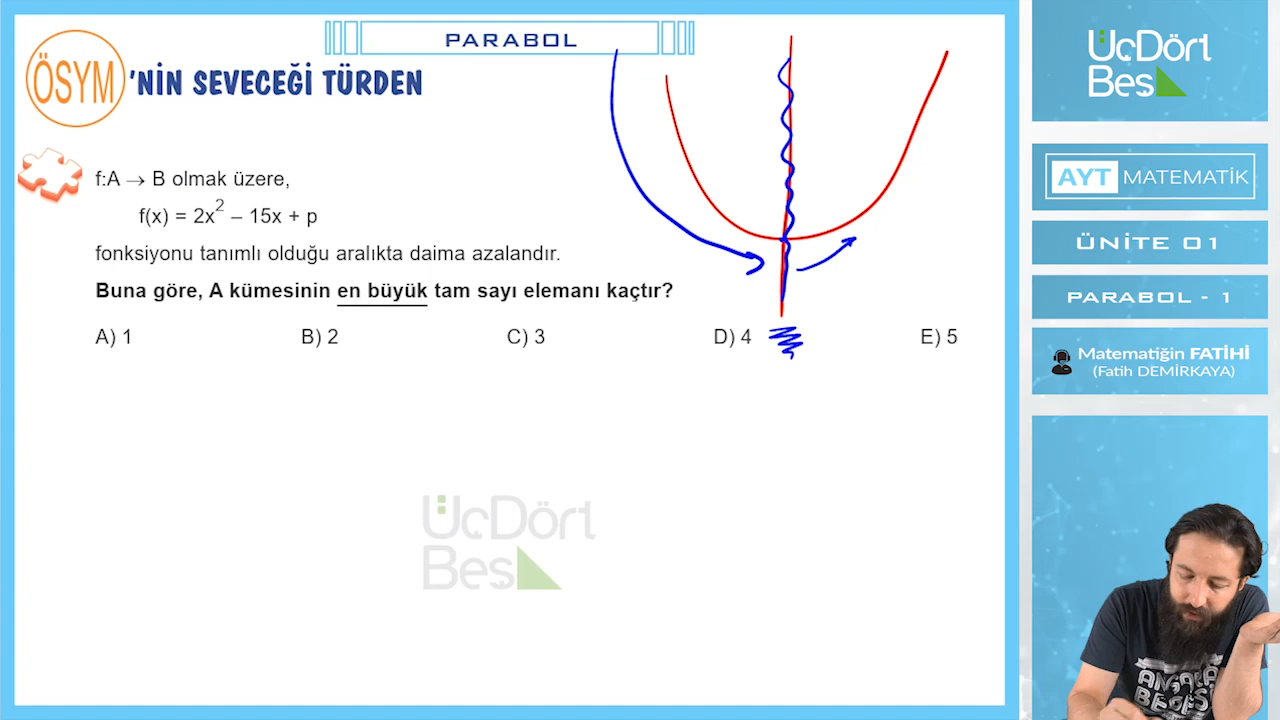 PARABOL
ÖSYM'NİN SEVECEĞİ TÜRDEN
f:A → B olmak üzere,
f(x) = 2x² – 15x + p
fonksiyonu tanımlı olduğu aralıkta daima azalandır.
Buna göre, A kümesinin en büyük tam sayı elemanı kaçtır?
A) 1 B) 2 C) 3 D) 4 E) 5
ÜçDört
Beş
ÜçDört
Beş
AYT MATEMATİK
ÜNİTE 01
PARABOL - 1
Matematiğin FATİHİ
(Fatih DEMİRKAYA)